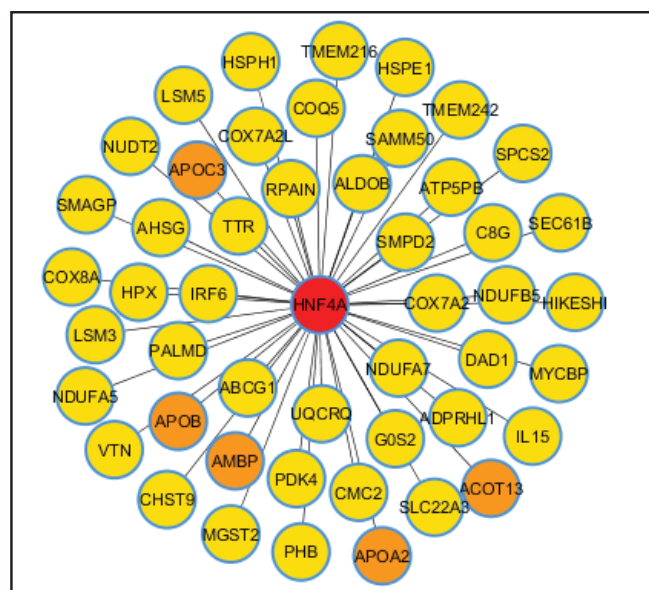 TMEM216
HSPH1
HSPE1
LSM5
COQ5
TMEM242
COX7A2L
SAMM50
NUDT2
SPCS2
APOC3
RPAIN
ALDOB
ATP5PB
SMAGP
AHSG
TTR
SMPD2
C8G
SEC61B
COX8A
HPX
IRF6
HNF4A
COX7A2
NDUFB5
HIKESHI
LSM3
PALMD
NDUFA7
DAD1
MYCBP
NDUFA5
ABCG1
APOB
UQCRQ
ADPRHL1
VTN
G0S2
IL15
AMBP
CHST9
PDK4
CMC2
SLC22A3
ACOT13
MGST2
PHB
APOA2